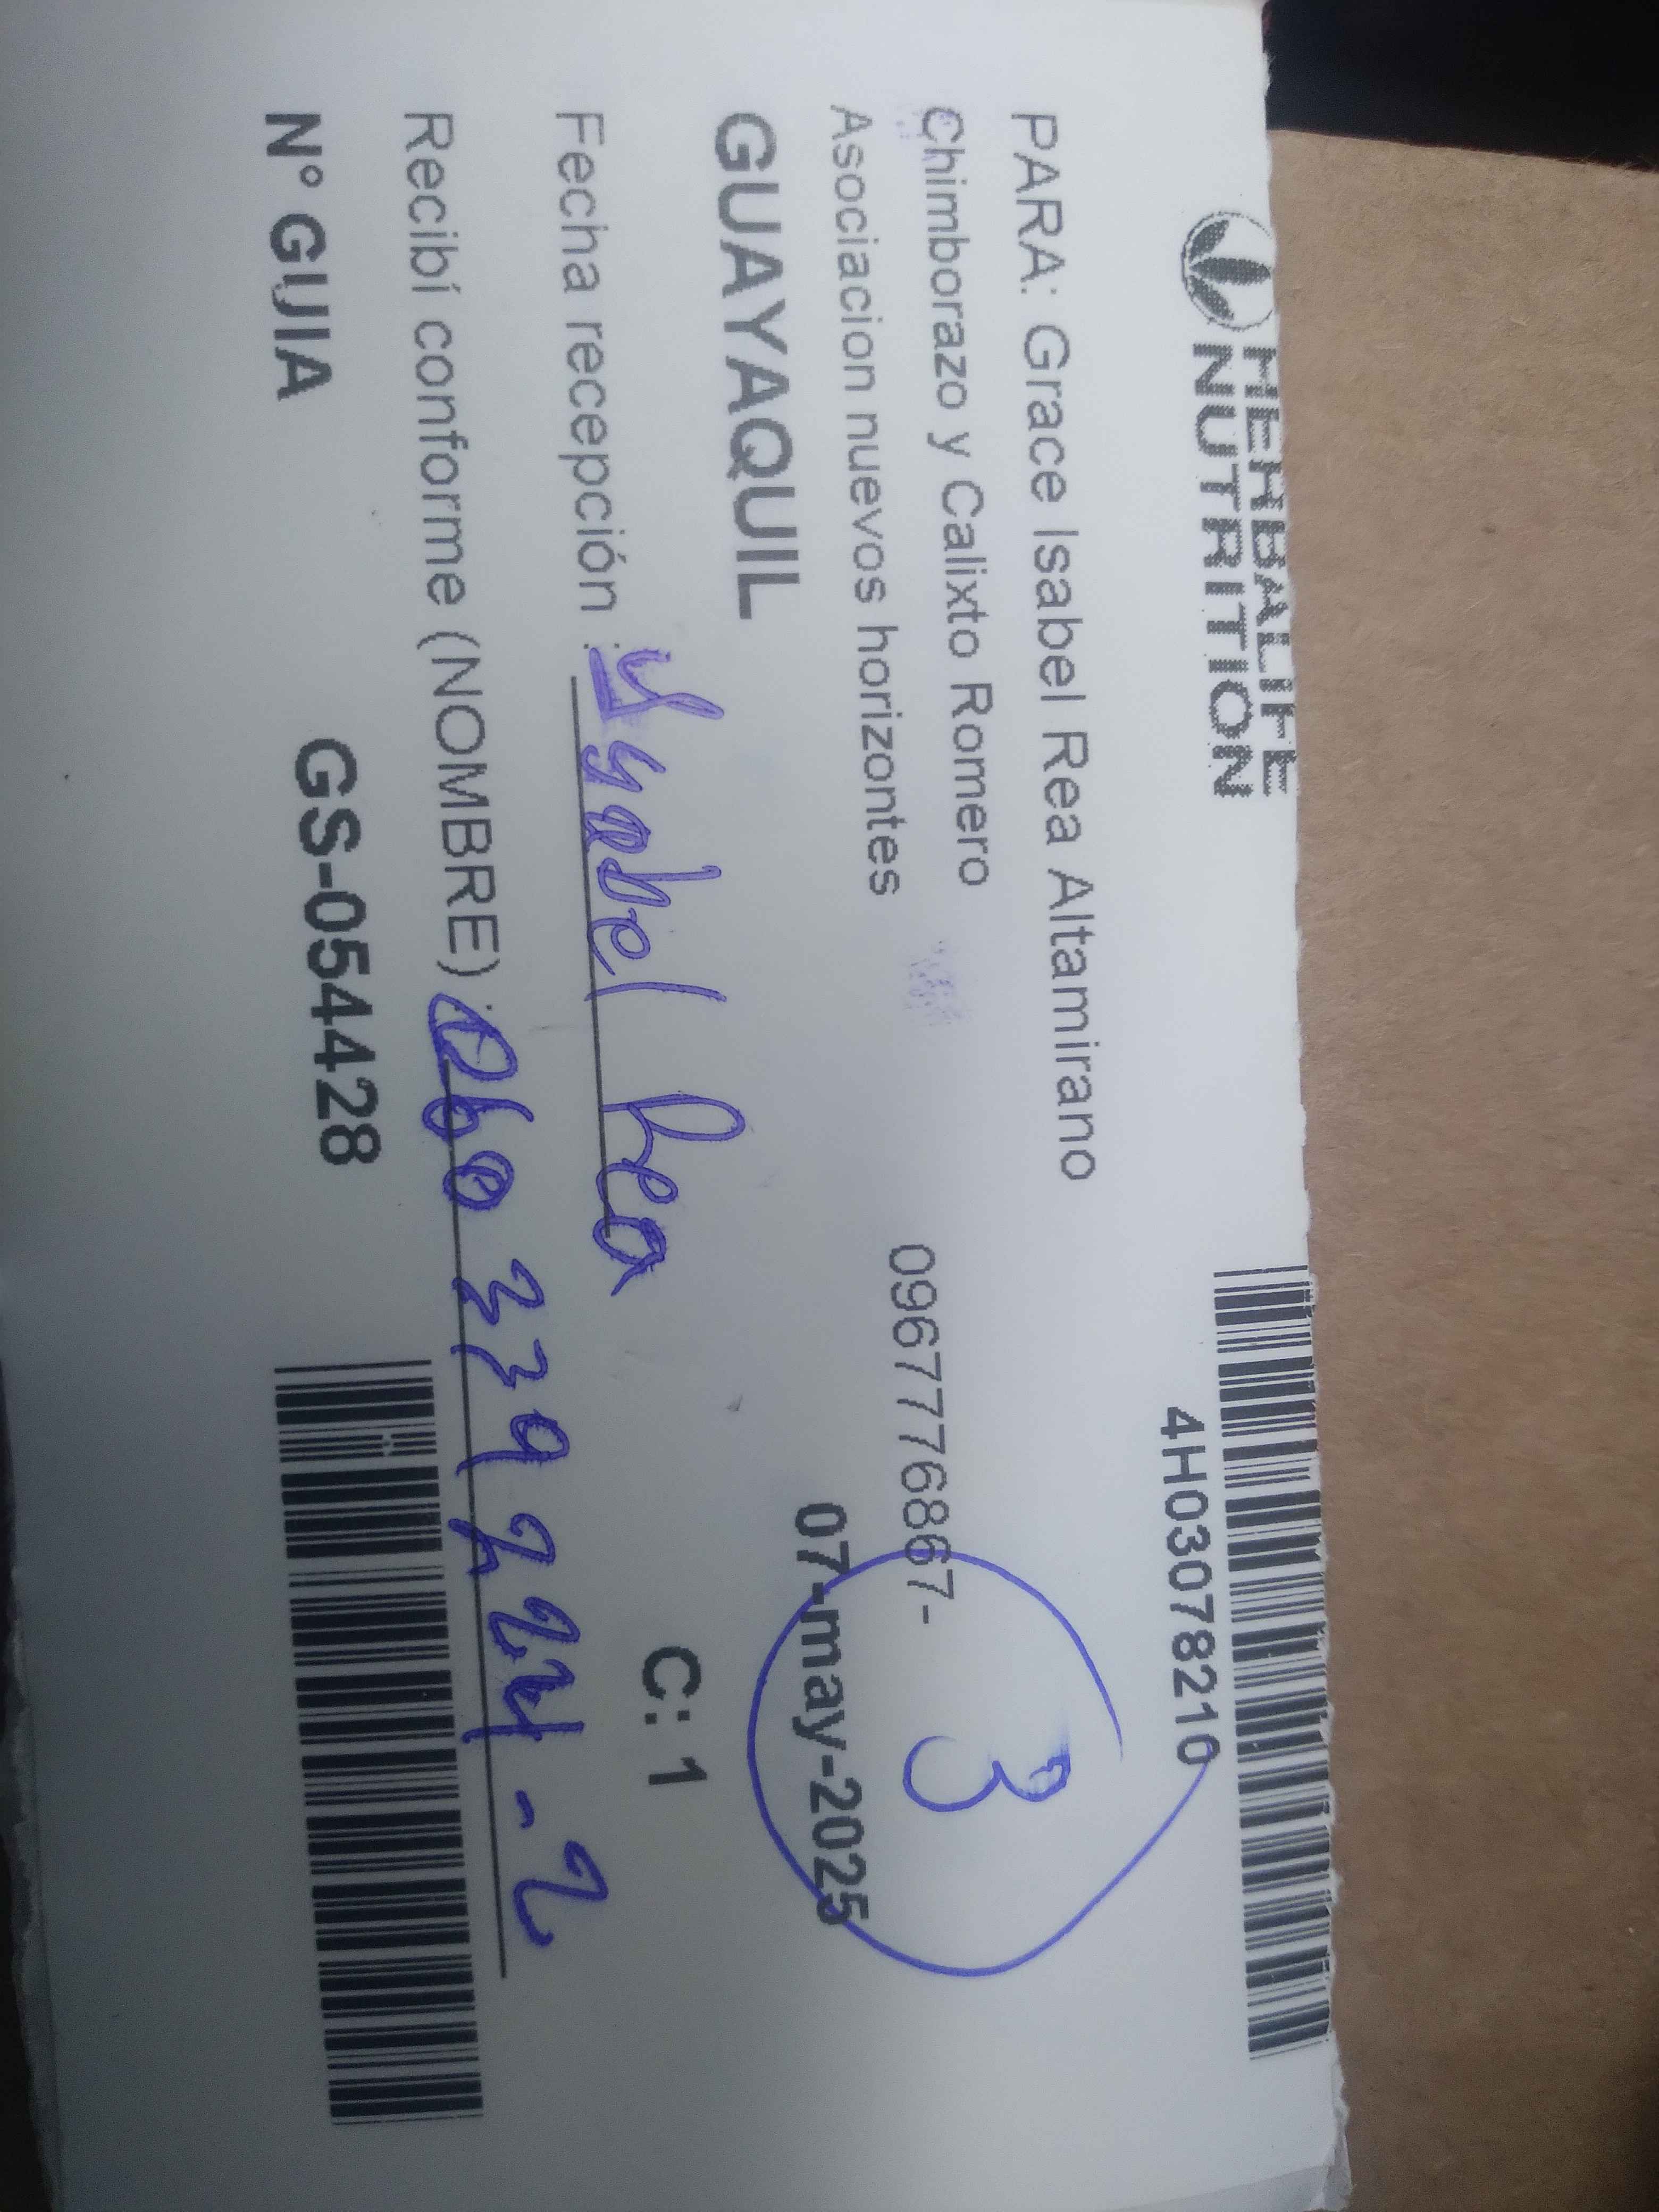 HERBALIFE
NUTRITION
4H03078210
PARA: Grace Isabel Rea Altamirano
Chimborazo y Calixto Romero
Asociacion nuevos horizontes
0967776867-
3
GUAYAQUIL
07-may-2025
Fecha recepción : Rea
C: 1
Recibí conforme (NOMBRE) :
N° GUIA GS-054428